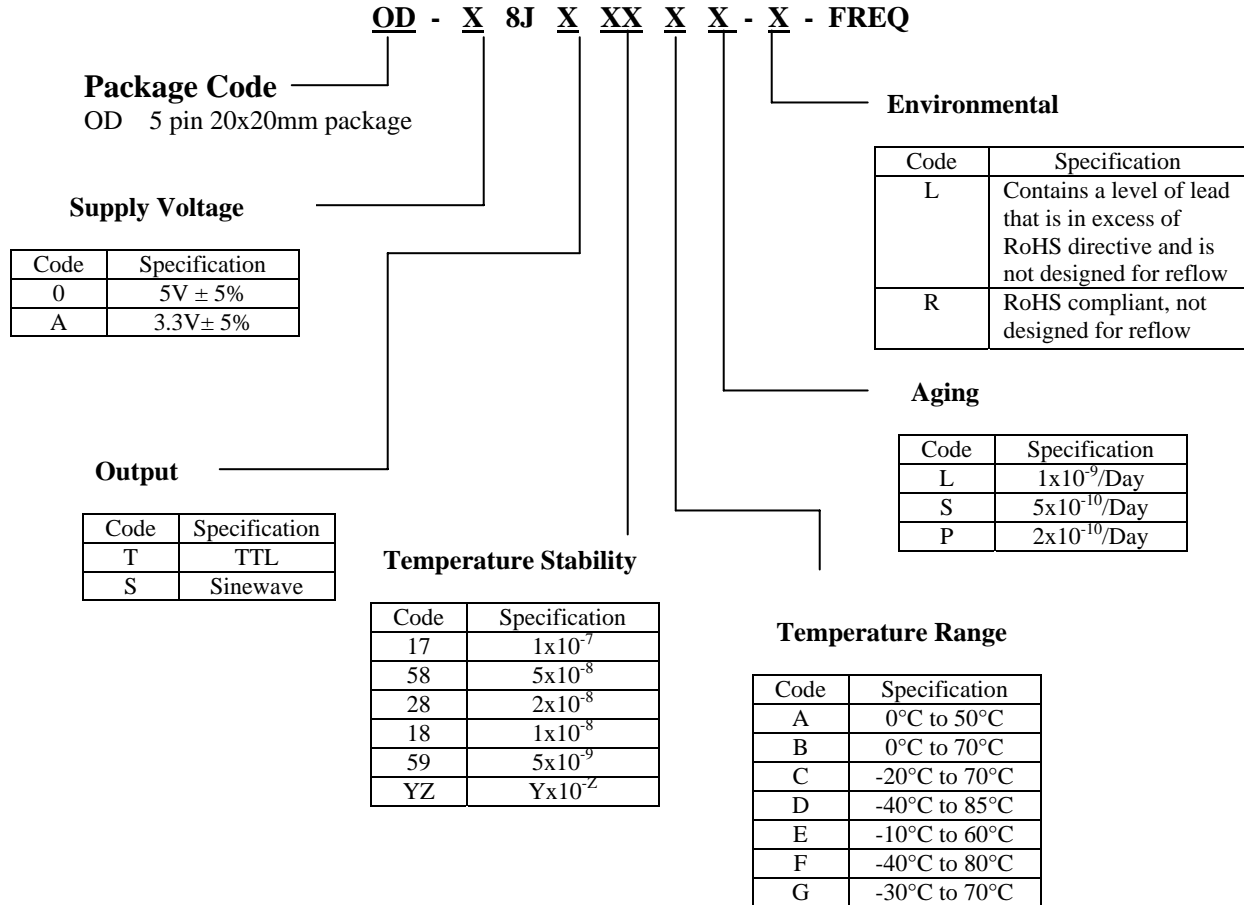 OD - X 8J X XX X X - X - FREQ
Package Code
OD 5 pin 20x20mm package
Supply Voltage
Code Specification
0 5V ± 5%
A 3.3V± 5%
Output
Code Specification
T TTL
S Sinewave
Temperature Stability
Code Specification
17 1x10-7
58 5x10-8
28 2x10-8
18 1x10-8
59 5x10-9
YZ Yx10-Z
Environmental
Code Specification
L Contains a level of lead
that is in excess of
RoHS directive and is
not designed for reflow
R RoHS compliant, not
designed for reflow
Aging
Code Specification
L 1x10-9/Day
S 5x10-10/Day
P 2x10-10/Day
Temperature Range
Code Specification
A 0°C to 50°C
B 0°C to 70°C
C -20°C to 70°C
D -40°C to 85°C
E -10°C to 60°C
F -40°C to 80°C
G -30°C to 70°C